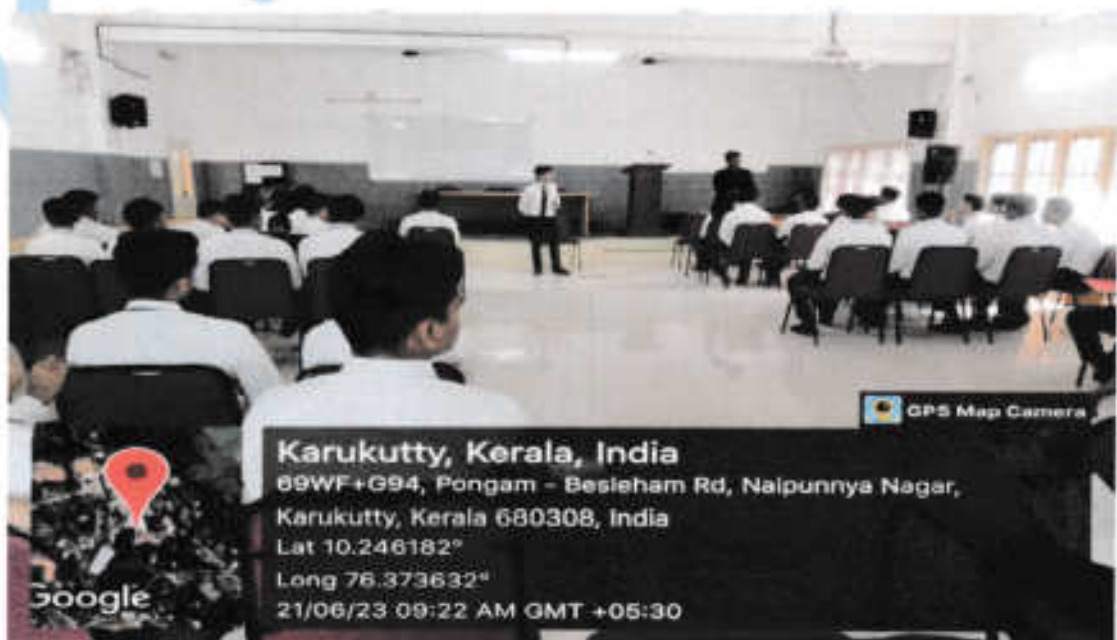 GPS Map Camera
Karukutty, Kerala, India
69WF+G94, Pongam - Besleham Rd, Naipunnya Nagar,
Karukutty, Kerala 680308, India
Lat 10.246182°
Long 76.373632°
21/06/23 09:22 AM GMT +05:30
Google